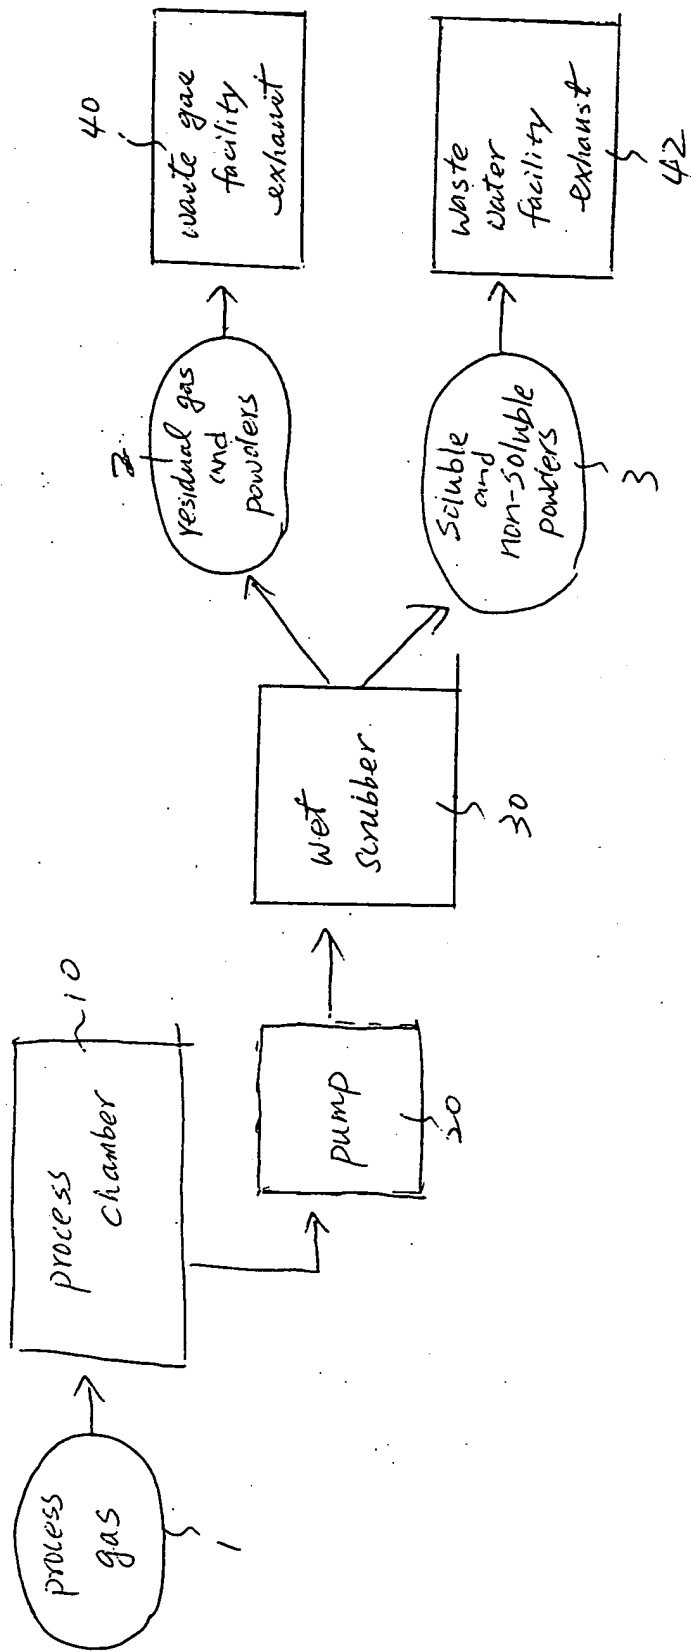 process
gas
1
process
chamber
10
pump
20
wet
scrubber
30
residual gas
and
powders
2
soluble
and
non-soluble
powders
3
waste gas
facility
exhaust
40
waste
water
facility
exhaust
42